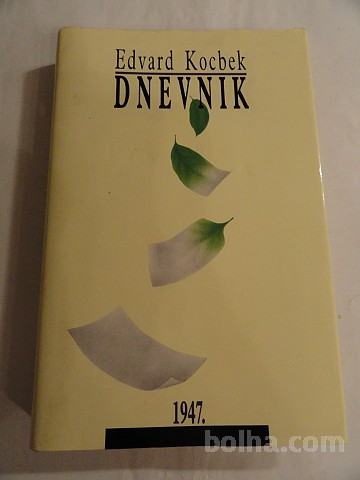 Edvard Kocbek
DNEVNIK
1947.
bolha.com